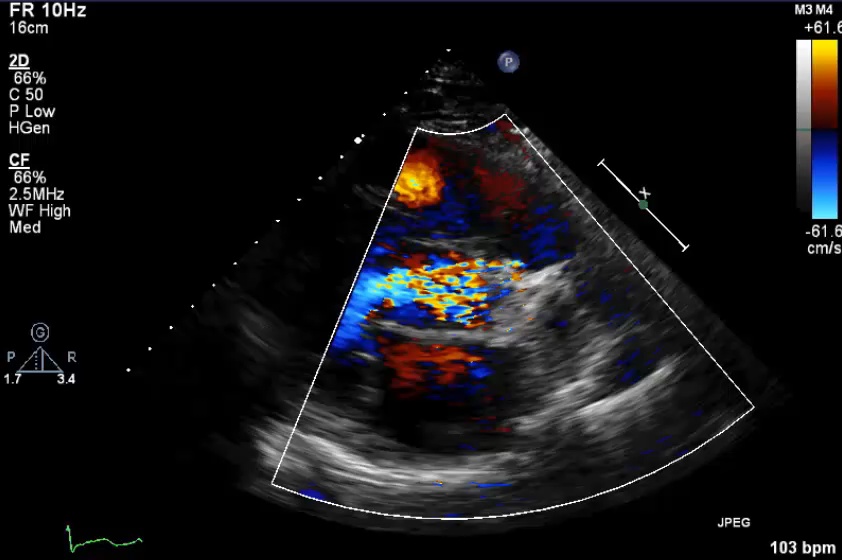 FR 10Hz
16cm
2D
66%
C 50
P Low
HGen
CF
66%
2.5MHz
WF High
Med
G
P R
1.7 3.4
P
x
M3 M4
+61.6
-61.6
cm/s
JPEG
103 bpm